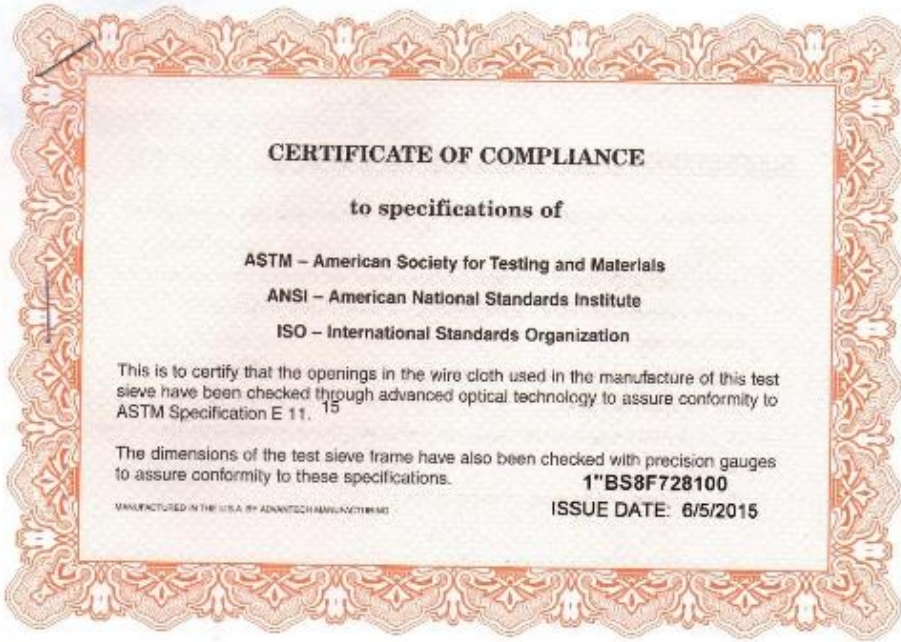 CERTIFICATE OF COMPLIANCE
to specifications of
ASTM – American Society for Testing and Materials
ANSI – American National Standards Institute
ISO – International Standards Organization
This is to certify that the openings in the wire cloth used in the manufacture of this test
sieve have been checked through advanced optical technology to assure conformity to
ASTM Specification E 11. 15
The dimensions of the test sieve frame have also been checked with precision gauges
to assure conformity to these specifications.
1"BS8F728100
MANUFACTURED IN THE U.S.A. BY ADVANTECH MANUFACTURING
ISSUE DATE: 6/5/2015